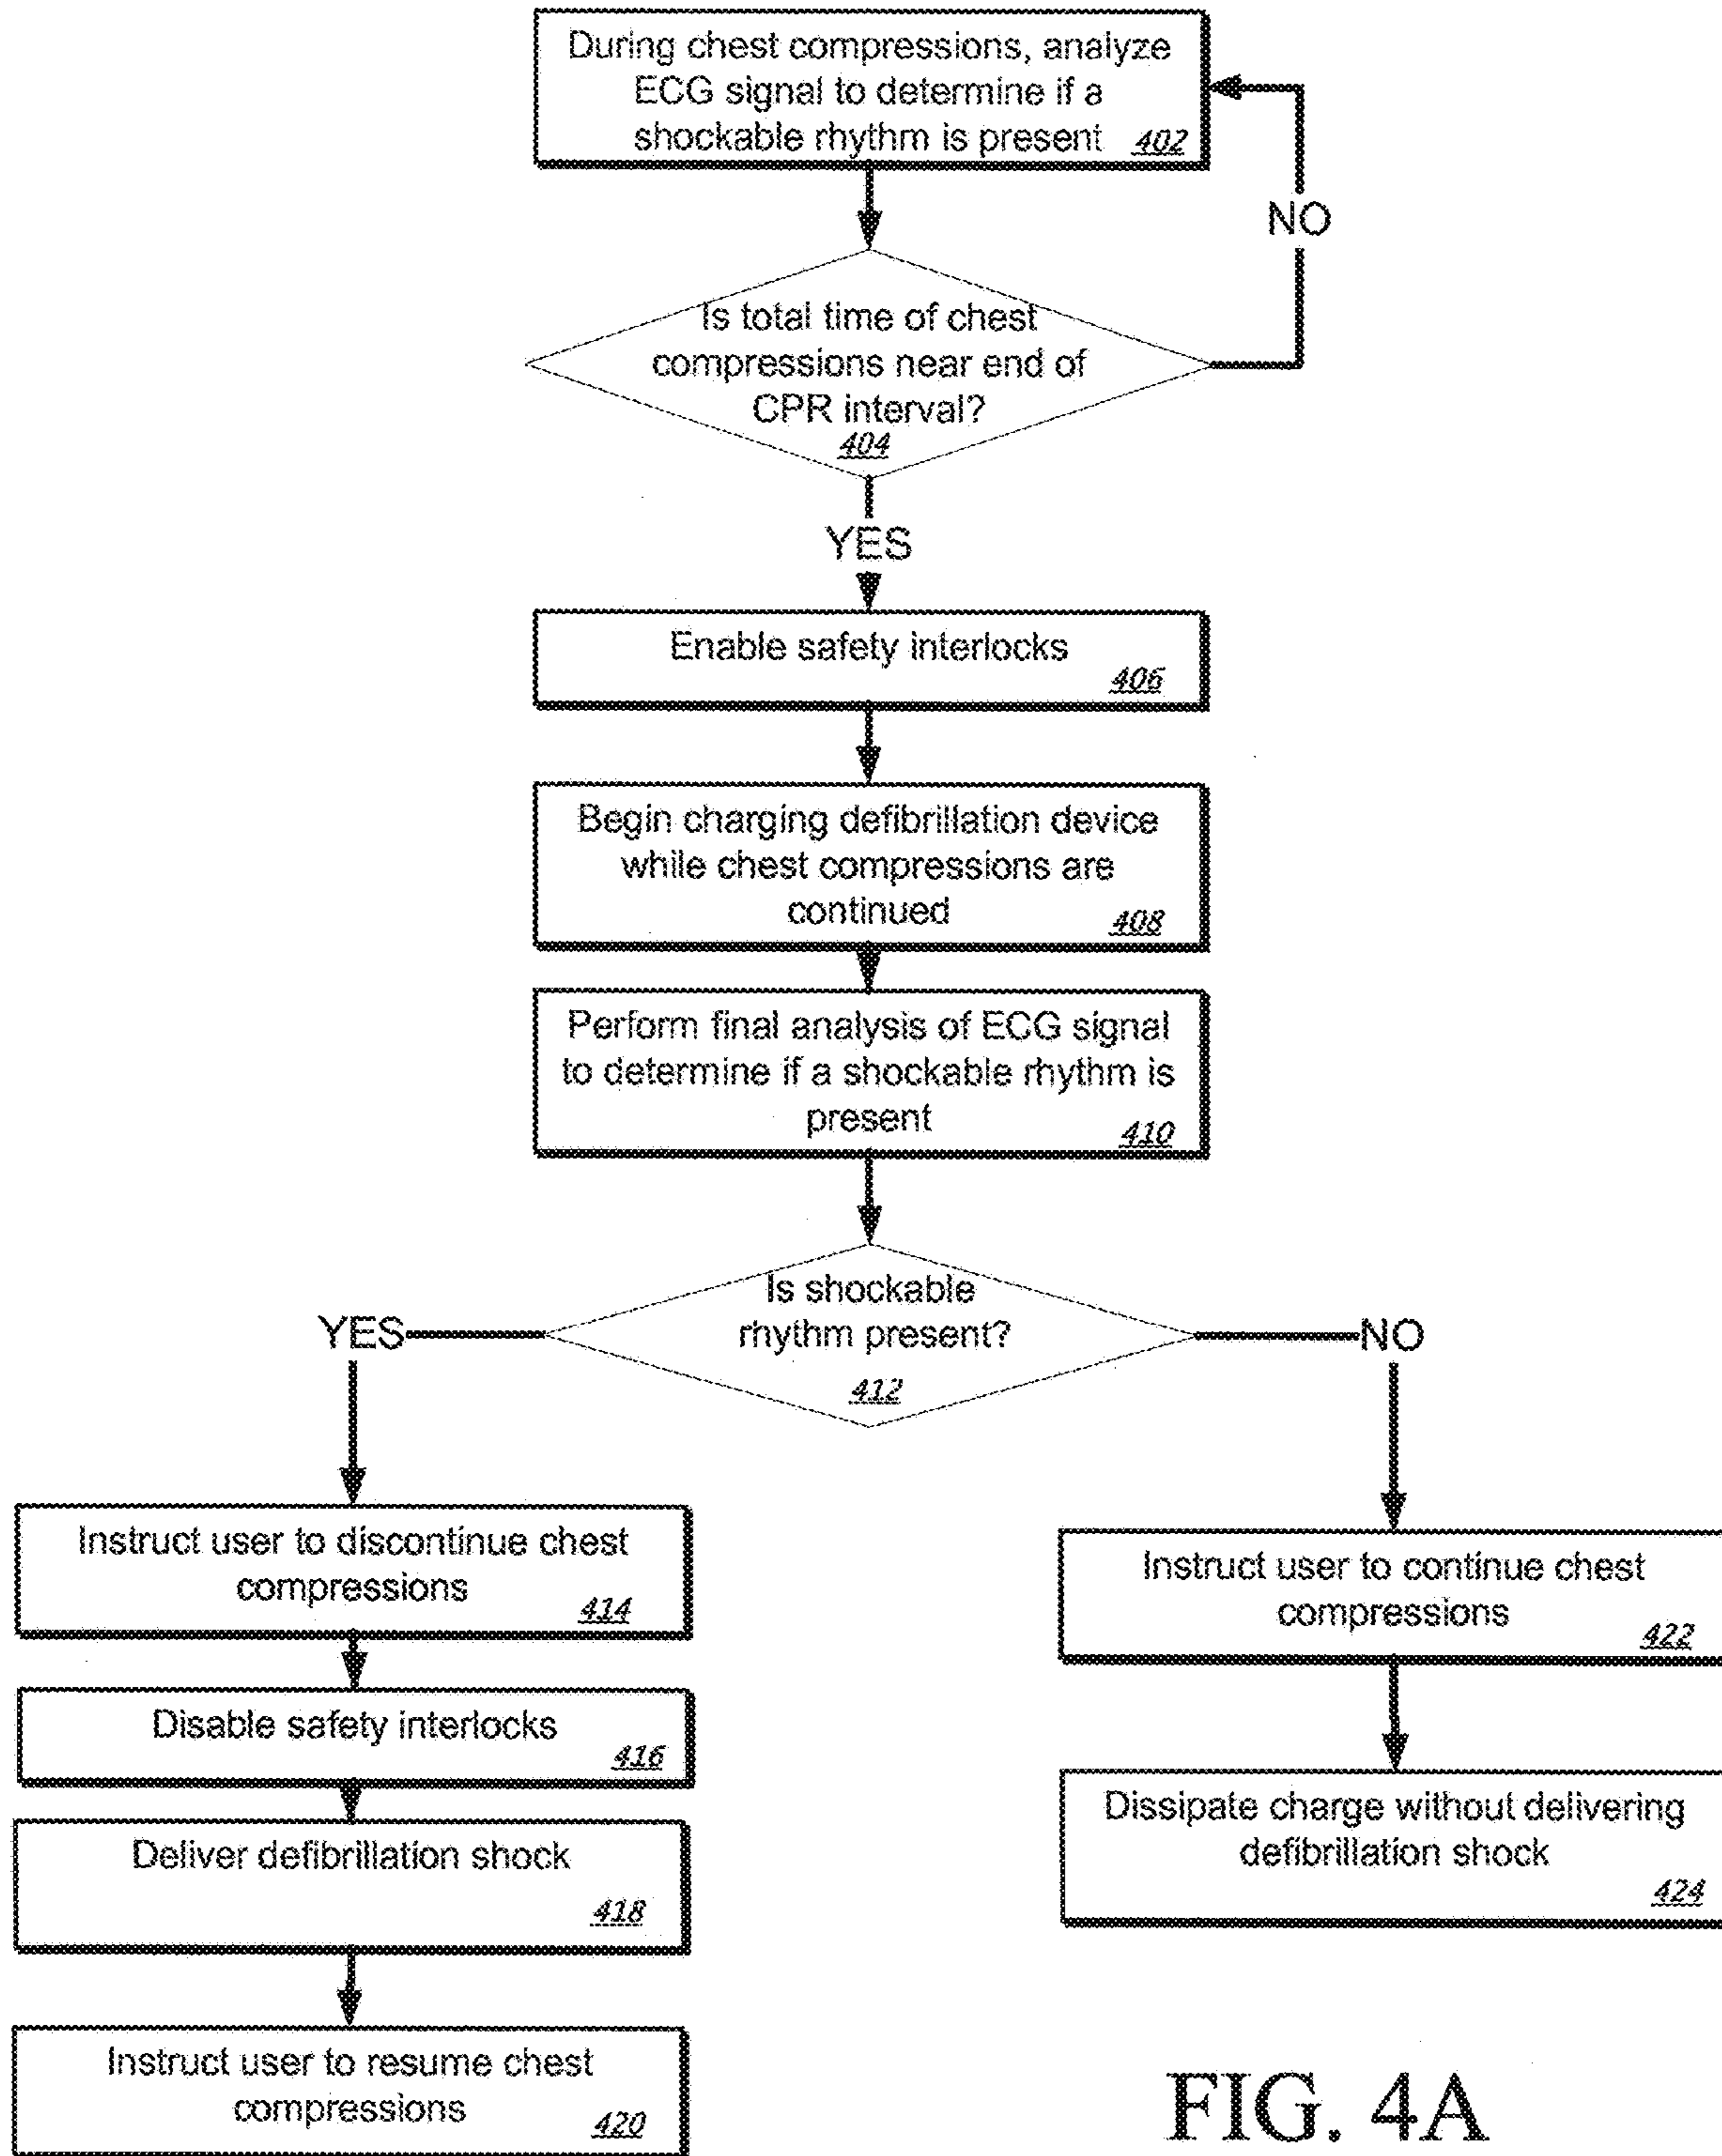 During chest compressions, analyze
ECG signal to determine if a
shockable rhythm is present 402
NO
Is total time of chest
compressions near end of
CPR interval?
404
YES
Enable safety interlocks
406
Begin charging defibrillation device
while chest compressions are
continued 408
Perform final analysis of ECG signal
to determine if a shockable rhythm is
present 410
Is shockable
rhythm present?
412
YES
NO
Instruct user to discontinue chest
compressions 414
Disable safety interlocks
416
Deliver defibrillation shock
418
Instruct user to resume chest
compressions 420
Instruct user to continue chest
compressions 422
Dissipate charge without delivering
defibrillation shock 424
FIG. 4A